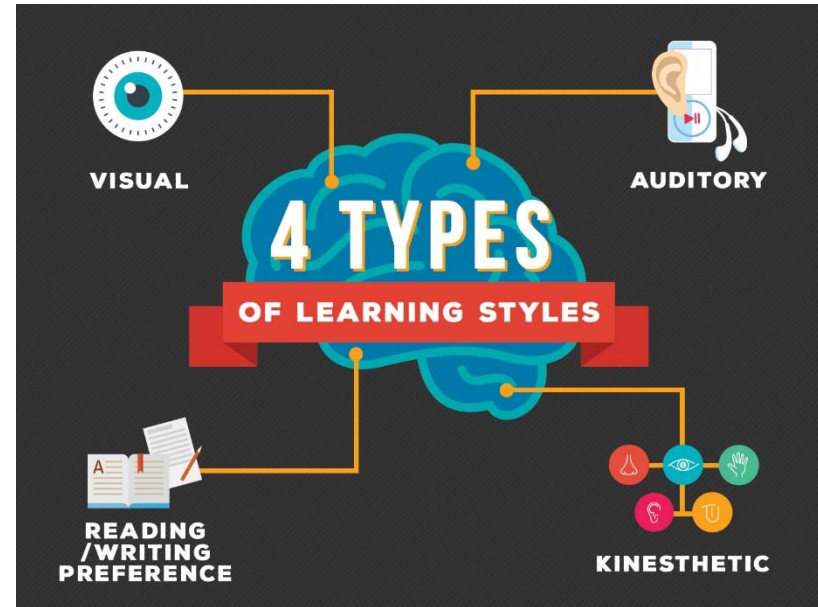 VISUAL
AUDITORY
4 TYPES
OF LEARNING STYLES
A
READING
/WRITING
PREFERENCE
KINESTHETIC